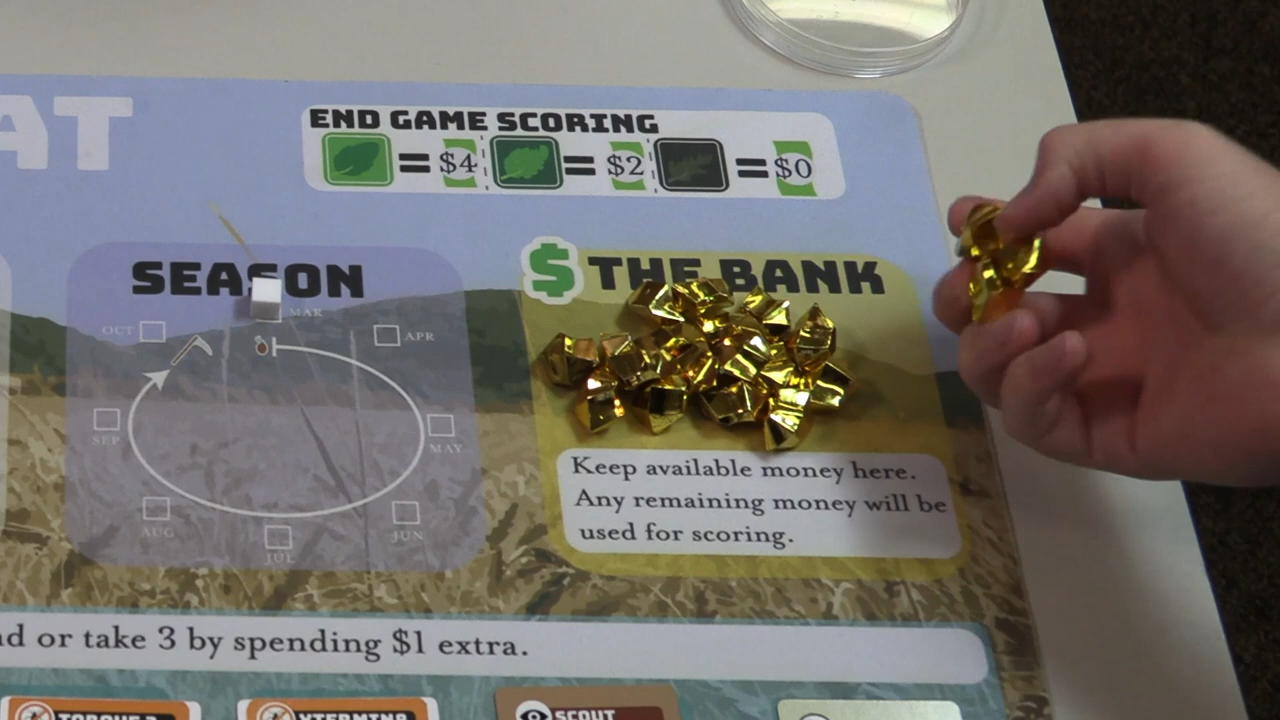 AT
END GAME SCORING
= $4 = $2 = $0
SEASON
$ THE BANK
MAR
OCT
APR
SEP
MAY
AUG
JUN
JUL
Keep available money here.
Any remaining money will be
used for scoring.
or take 3 by spending $1 extra.
SCOUT